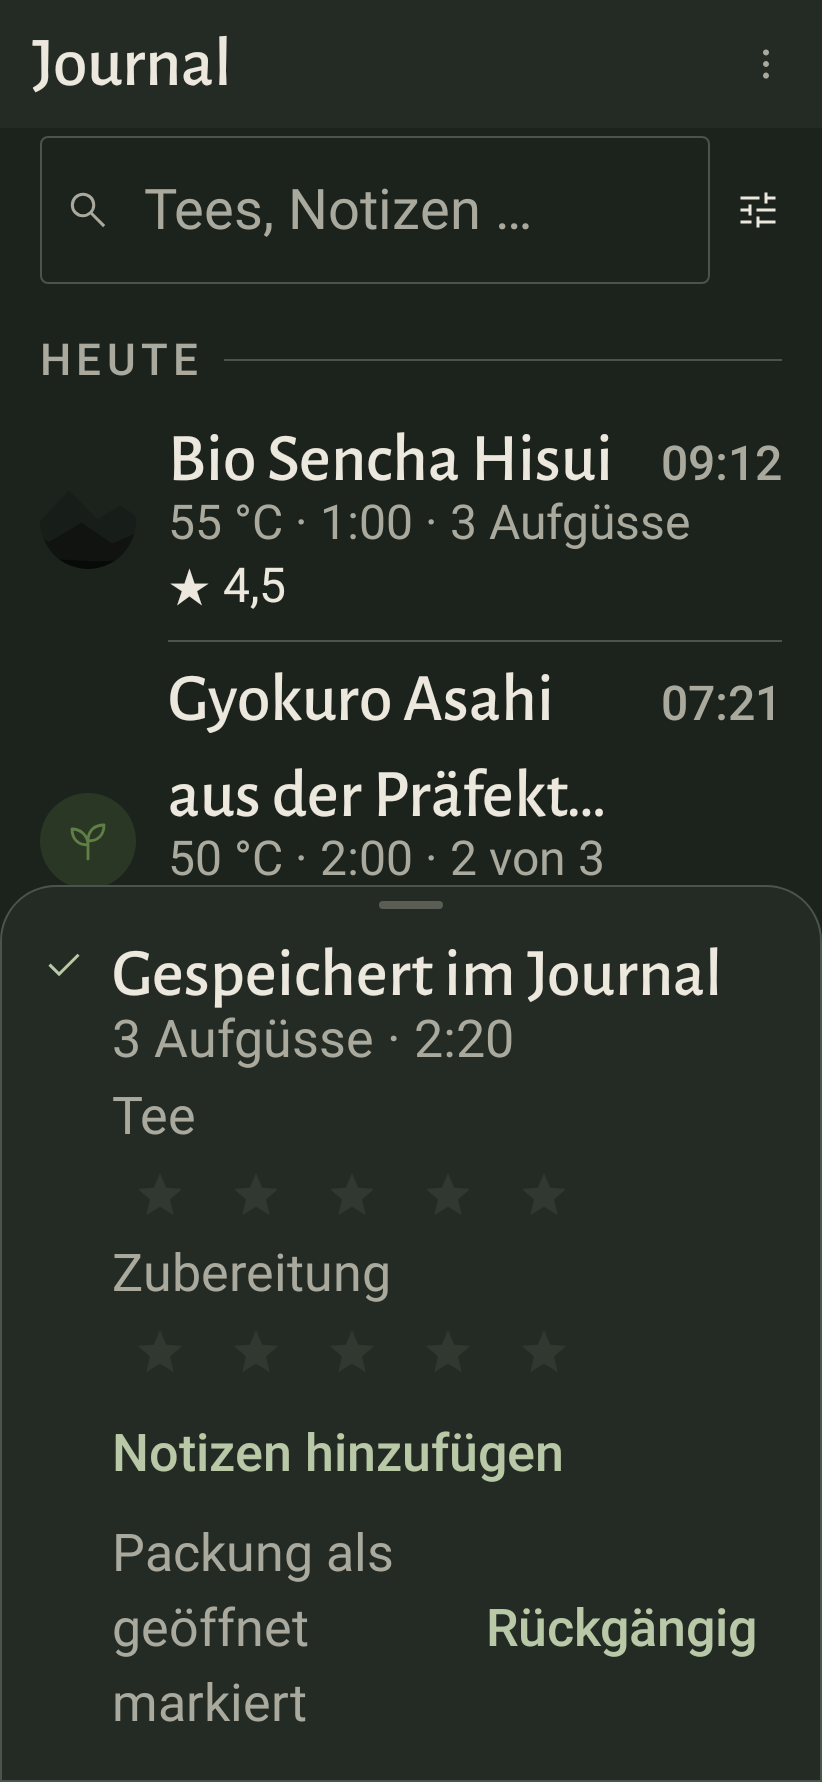 Journal
Tees, Notizen …
HEUTE
Bio Sencha Hisui 09:12
55 °C · 1:00 · 3 Aufgüsse
★ 4,5
Gyokuro Asahi 07:21
aus der Präfekt…
50 °C · 2:00 · 2 von 3
Gespeichert im Journal
3 Aufgüsse · 2:20
Tee
Zubereitung
Notizen hinzufügen
Packung als
geöffnet Rückgängig
markiert